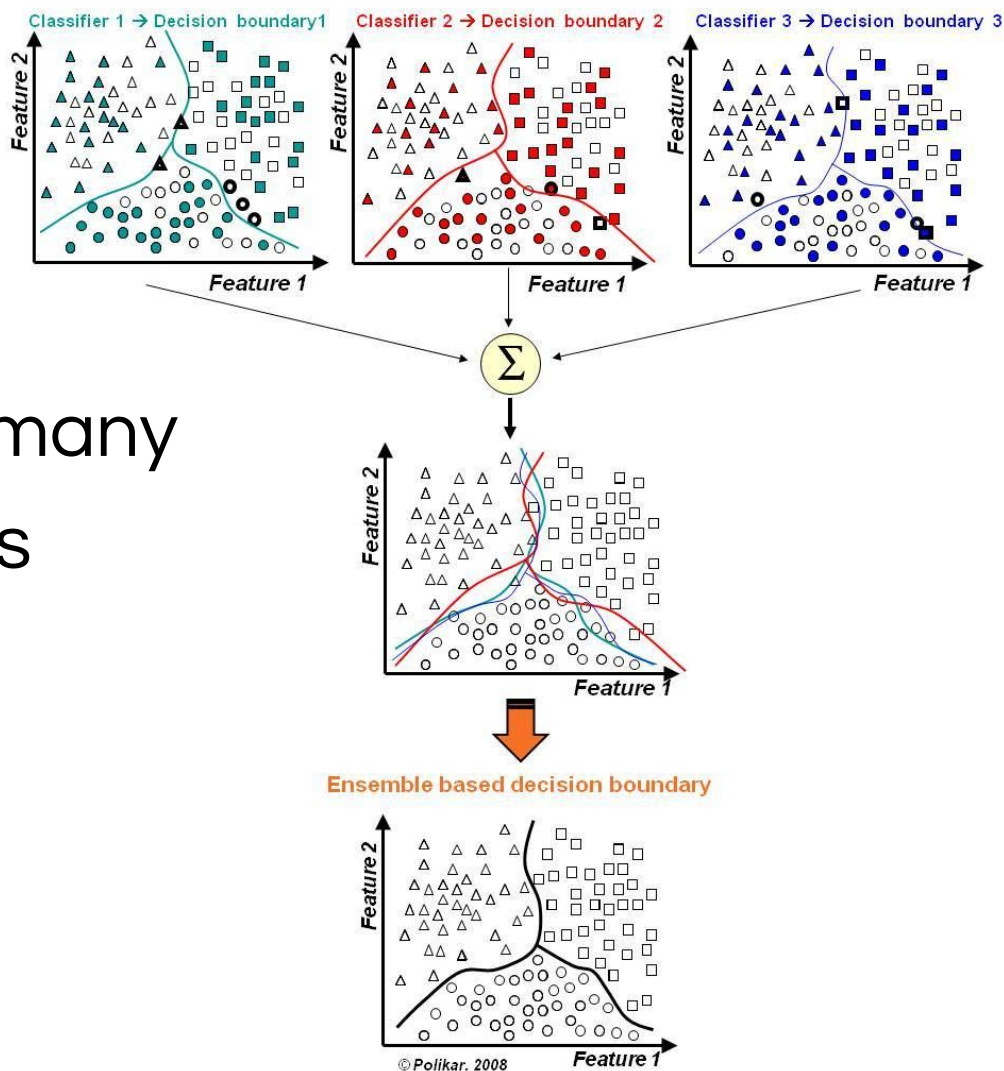 Classifier 1 → Decision boundary1
Classifier 2 → Decision boundary 2
Classifier 3 → Decision boundary 3
Feature 2
Feature 1
Feature 2
Feature 1
Feature 2
Feature 1
Σ
many
s
Feature 2
Feature 1
Ensemble based decision boundary
Feature 2
Feature 1
© Polikar, 2008